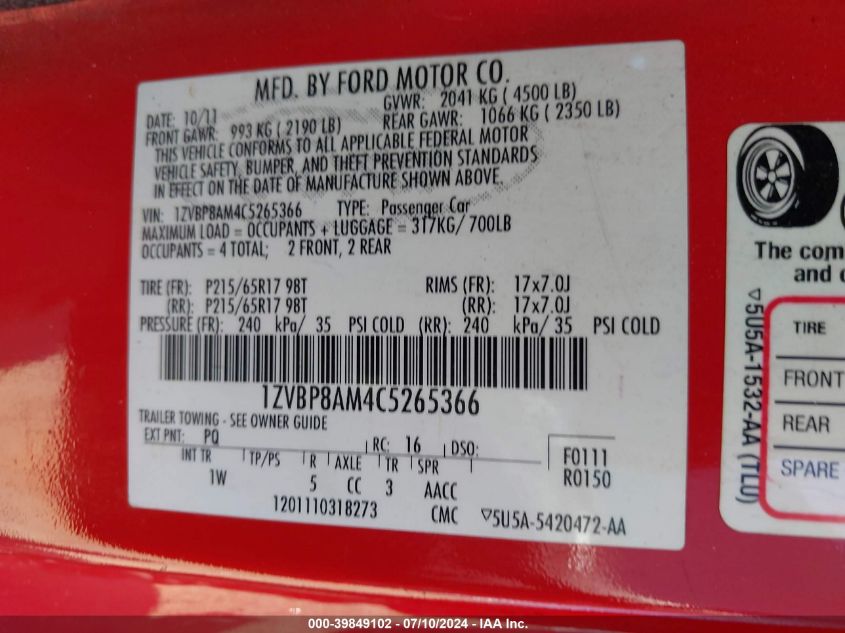 MFD. BY FORD MOTOR CO.
DATE: 10/11
GVWR: 2041 KG ( 4500 LB)
FRONT GAWR: 993 KG ( 2190 LB)
REAR GAWR: 1066 KG ( 2350 LB)
THIS VEHICLE CONFORMS TO ALL APPLICABLE FEDERAL MOTOR
VEHICLE SAFETY, BUMPER, AND THEFT PREVENTION STANDARDS
IN EFFECT ON THE DATE OF MANUFACTURE SHOWN ABOVE.
VIN: 1ZVBP8AM4C5265366 TYPE: Passenger Car
MAXIMUM LOAD = OCCUPANTS + LUGGAGE = 317KG/ 700LB
OCCUPANTS = 4 TOTAL; 2 FRONT, 2 REAR
TIRE (FR): P215/65R17 98T RIMS (FR): 17x7.0J
(RR): P215/65R17 98T (RR): 17x7.0J
PRESSURE (FR): 240 kPa/ 35 PSI COLD (RR): 240 kPa/ 35 PSI COLD
1ZVBP8AM4C5265366
TRAILER TOWING - SEE OWNER GUIDE
EXT PNT: PQ RC: 16 DSO:
F0111
R0150
INT TR TP/PS R AXLE TR SPR
1W 5 CC 3 AACC
1201110318273 CMC ▽5U5A-5420472-AA
The com
and c
▽5U5A-1532-AA (TLU)
TIRE
FRONT
REAR
SPARE
000-39849102 - 07/10/2024 - IAA Inc.